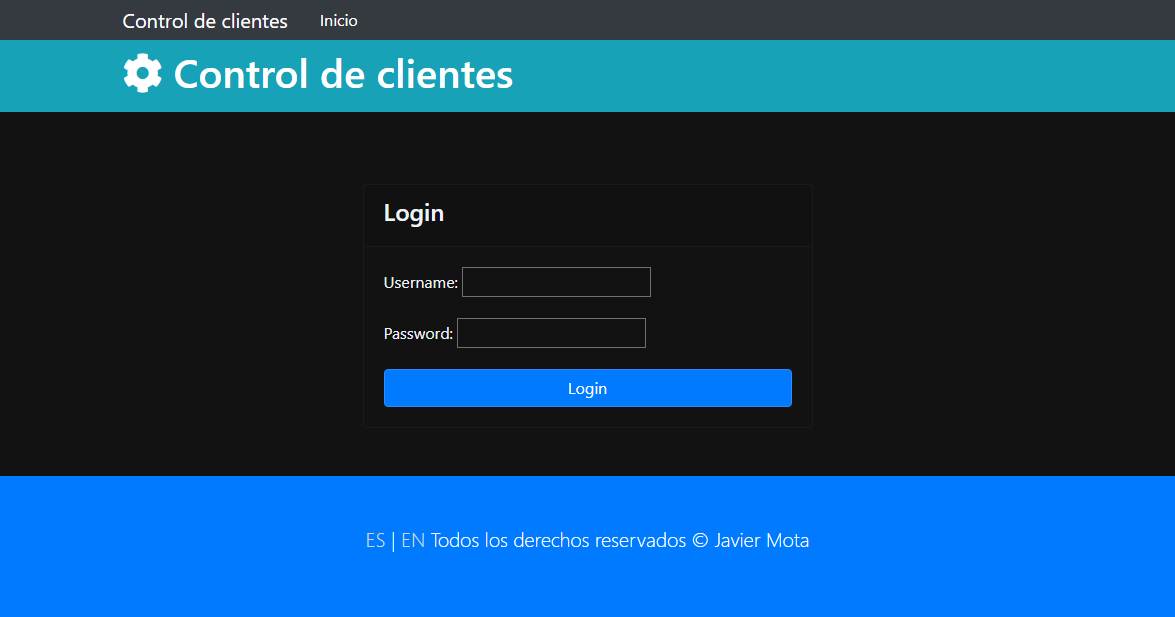 Control de clientes Inicio
Control de clientes
Login
Username:
Password:
Login
ES | EN Todos los derechos reservados © Javier Mota